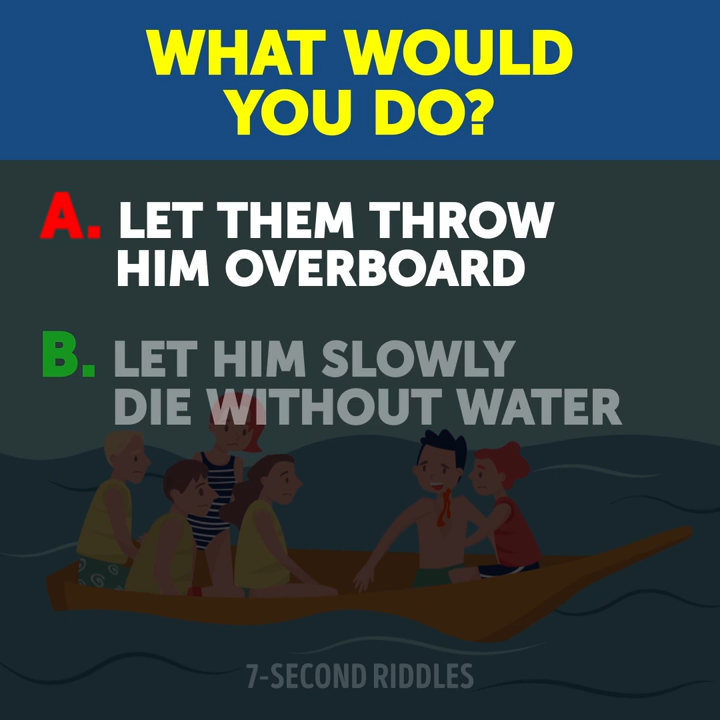 WHAT WOULD
YOU DO?
A. LET THEM THROW
HIM OVERBOARD
B. LET HIM SLOWLY
DIE WITHOUT WATER
7-SECOND RIDDLES